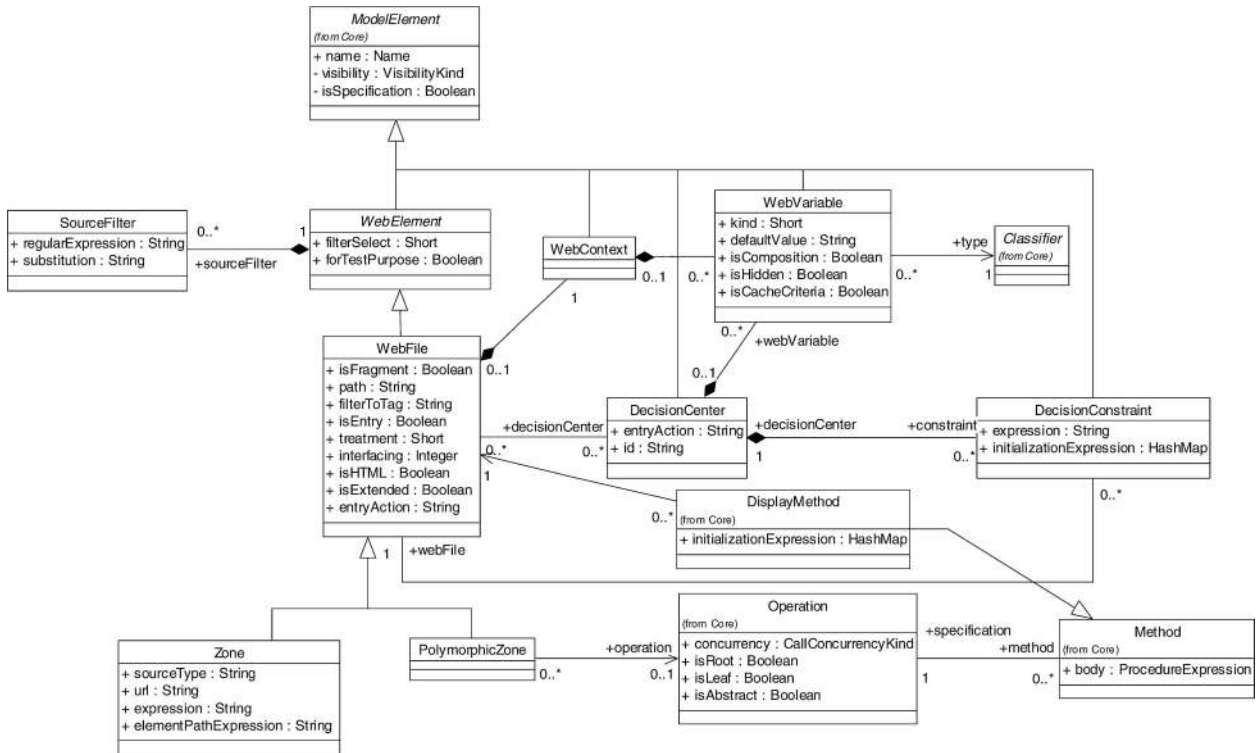 ModelElement
(from Core)
+ name : Name
- visibility : VisibilityKind
- isSpecification : Boolean
SourceFilter
+ regularExpression : String
+ substitution : String
0..*
+sourceFilter
1
WebElement
+ filterSelect : Short
+ forTestPurpose : Boolean
WebContext
0..1
0..*
1
WebVariable
+ kind : Short
+ defaultValue : String
+ isComposition : Boolean
+ isHidden : Boolean
+ isCacheCriteria : Boolean
+type
0..*
1
Classifier
(from Core)
0..*
+webVariable
0..1
WebFile
+ isFragment : Boolean
+ path : String
+ filterToTag : String
+ isEntry : Boolean
+ treatment : Short
+ interfacing : Integer
+ isHTML : Boolean
+ isExtended : Boolean
+ entryAction : String
0..1
+decisionCenter
0..*
0..*
1
DecisionCenter
+ entryAction : String
+ id : String
+decisionCenter
1
+constraint
0..*
DecisionConstraint
+ expression : String
+ initializationExpression : HashMap
0..*
DisplayMethod
(from Core)
+ initializationExpression : HashMap
0..*
1
+webFile
Zone
+ sourceType : String
+ url : String
+ expression : String
+ elementPathExpression : String
PolymorphicZone
+operation
0..*
0..1
Operation
(from Core)
+ concurrency : CallConcurrencyKind
+ isRoot : Boolean
+ isLeaf : Boolean
+ isAbstract : Boolean
+specification
+method
1
0..*
Method
(from Core)
+ body : ProcedureExpression